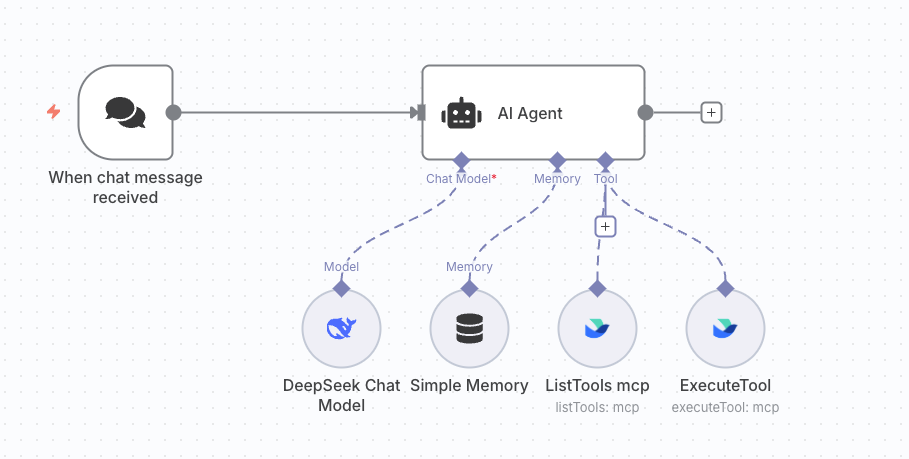 AI Agent
When chat message
received
Chat Model*
Memory
Tool
Model
Memory
DeepSeek Chat
Model
Simple Memory
ListTools mcp
listTools: mcp
ExecuteTool
executeTool: mcp